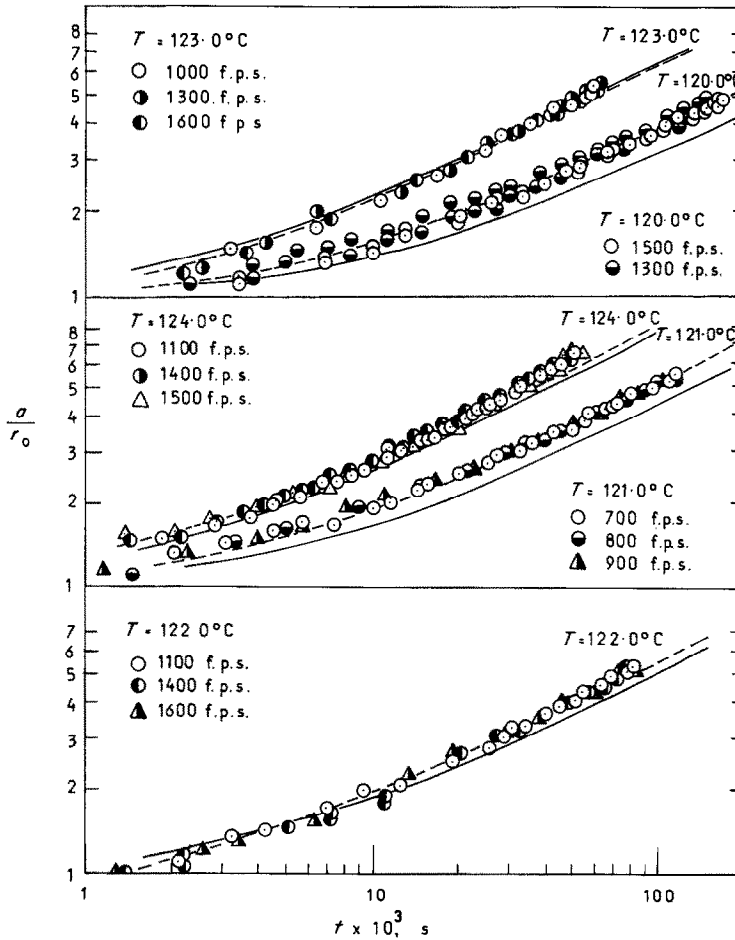 8
7
6
5
4
3
2
1
T = 123·0°C
1000 f.p.s.
1300 f.p.s.
1600 f p s
T = 123·0°C
T = 120·0°C
T = 120·0°C
1500 f.p.s.
1300 f.p.s.
8
7
6
5
4
3
2
1
T = 124·0°C
1100 f.p.s.
1400 f.p.s.
1500 f.p.s.
T = 124·0°C
T = 121·0°C
T = 121·0°C
700 f.p.s.
800 f.p.s.
900 f.p.s.
a
r₀
7
6
5
4
3
2
1
T = 122 0°C
1100 f.p.s.
1400 f.p.s.
1600 f.p.s.
T = 122·0°C
1
10
100
t × 10³, s